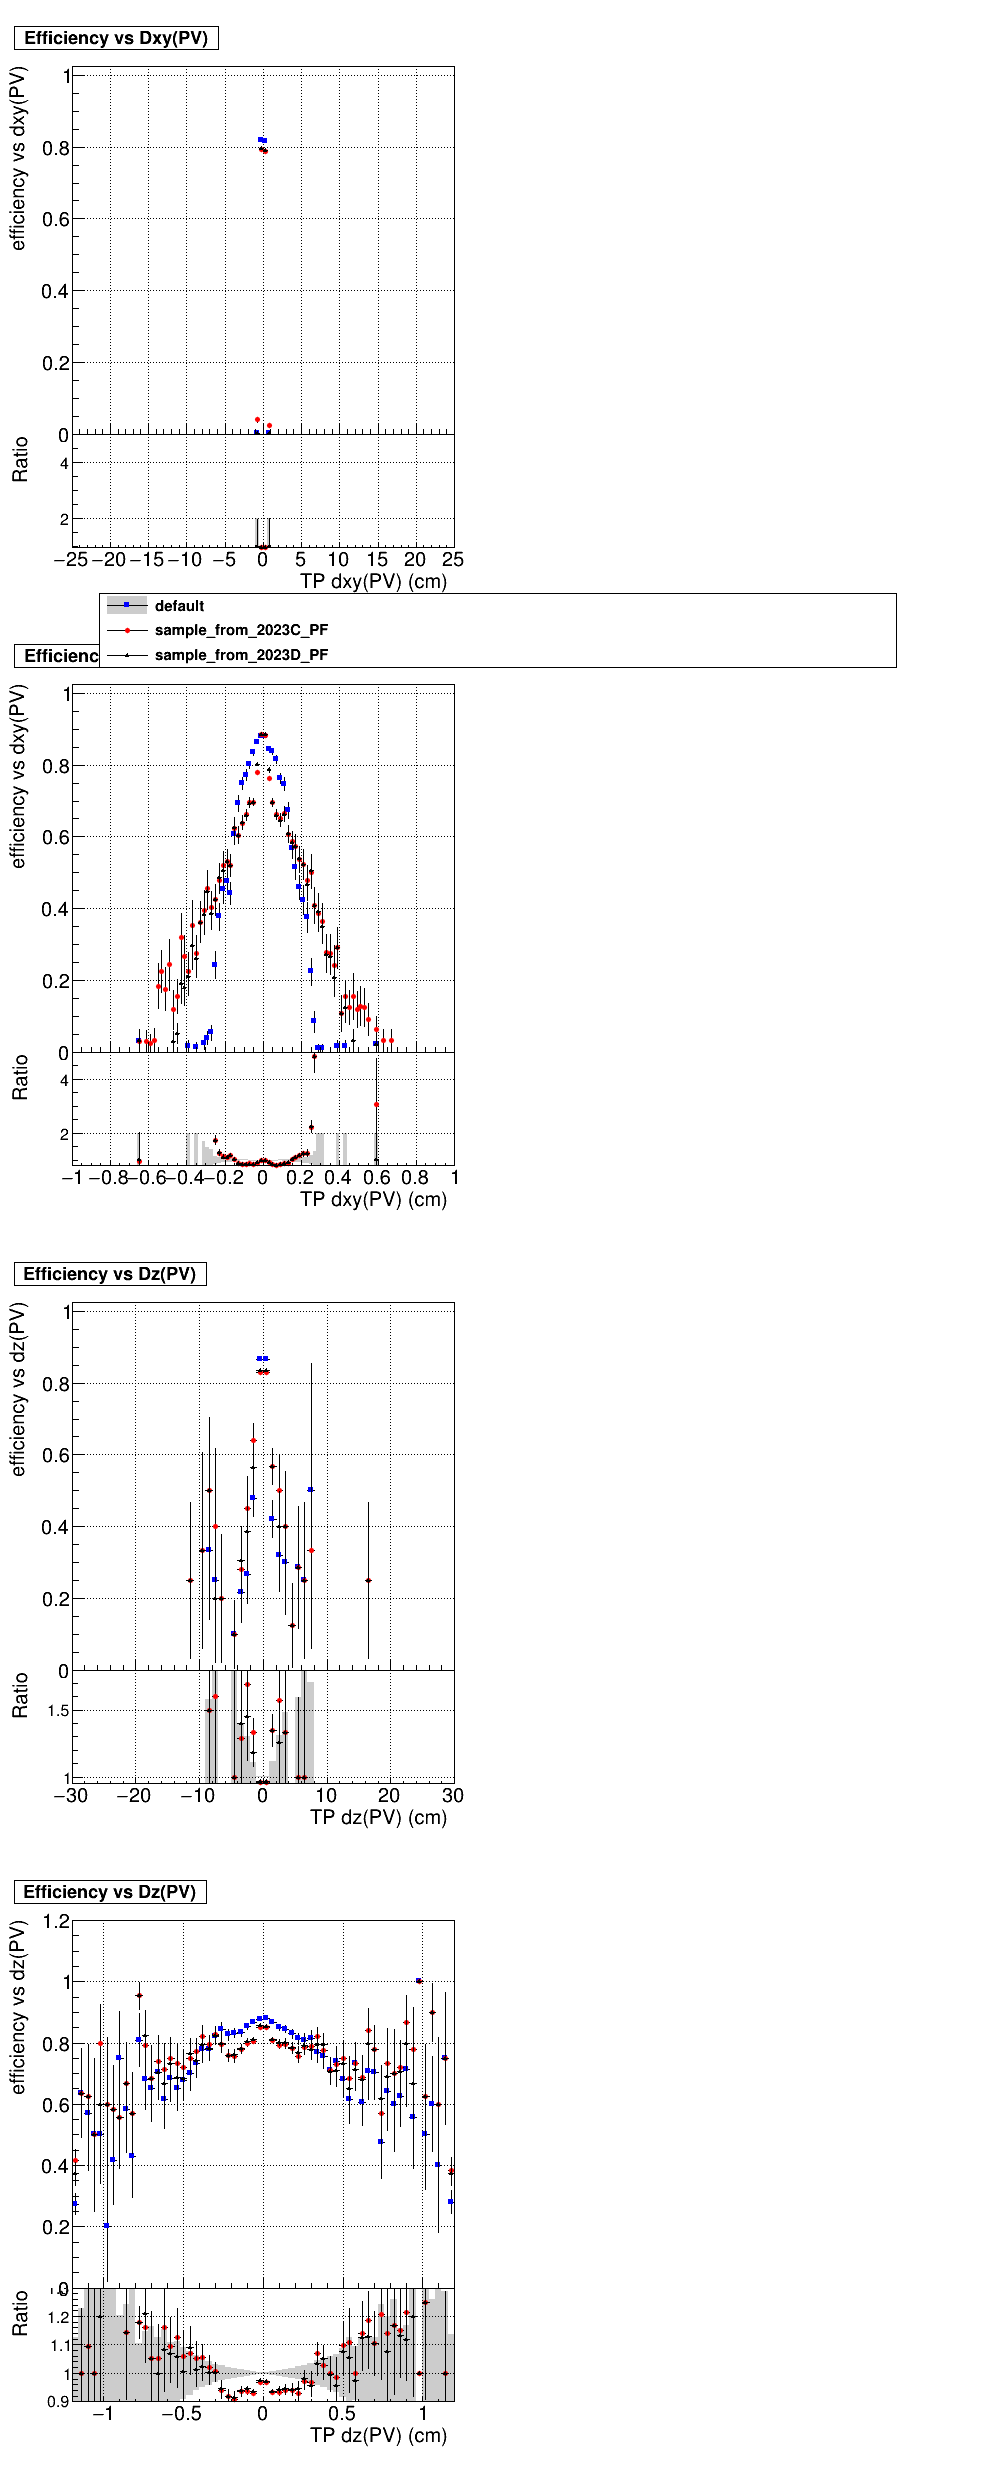 Efficiency vs Dxy(PV)
efficiency vs dxy(PV)
1
0.8
0.6
0.4
0.2
0
Ratio
4
2
−25 −20 −15 −10 −5 0 5 10 15 20 25
TP dxy(PV) (cm)
default
sample_from_2023C_PF
sample_from_2023D_PF
Efficienc
efficiency vs dxy(PV)
1
0.8
0.6
0.4
0.2
0
Ratio
4
2
−1 −0.8 −0.6 −0.4 −0.2 0 0.2 0.4 0.6 0.8 1
TP dxy(PV) (cm)
Efficiency vs Dz(PV)
efficiency vs dz(PV)
1
0.8
0.6
0.4
0.2
0
Ratio
1.5
1
−30 −20 −10 0 10 20 30
TP dz(PV) (cm)
Efficiency vs Dz(PV)
efficiency vs dz(PV)
1.2
1
0.8
0.6
0.4
0.2
0
Ratio
1.2
1.1
1
0.9
−1 −0.5 0 0.5 1
TP dz(PV) (cm)